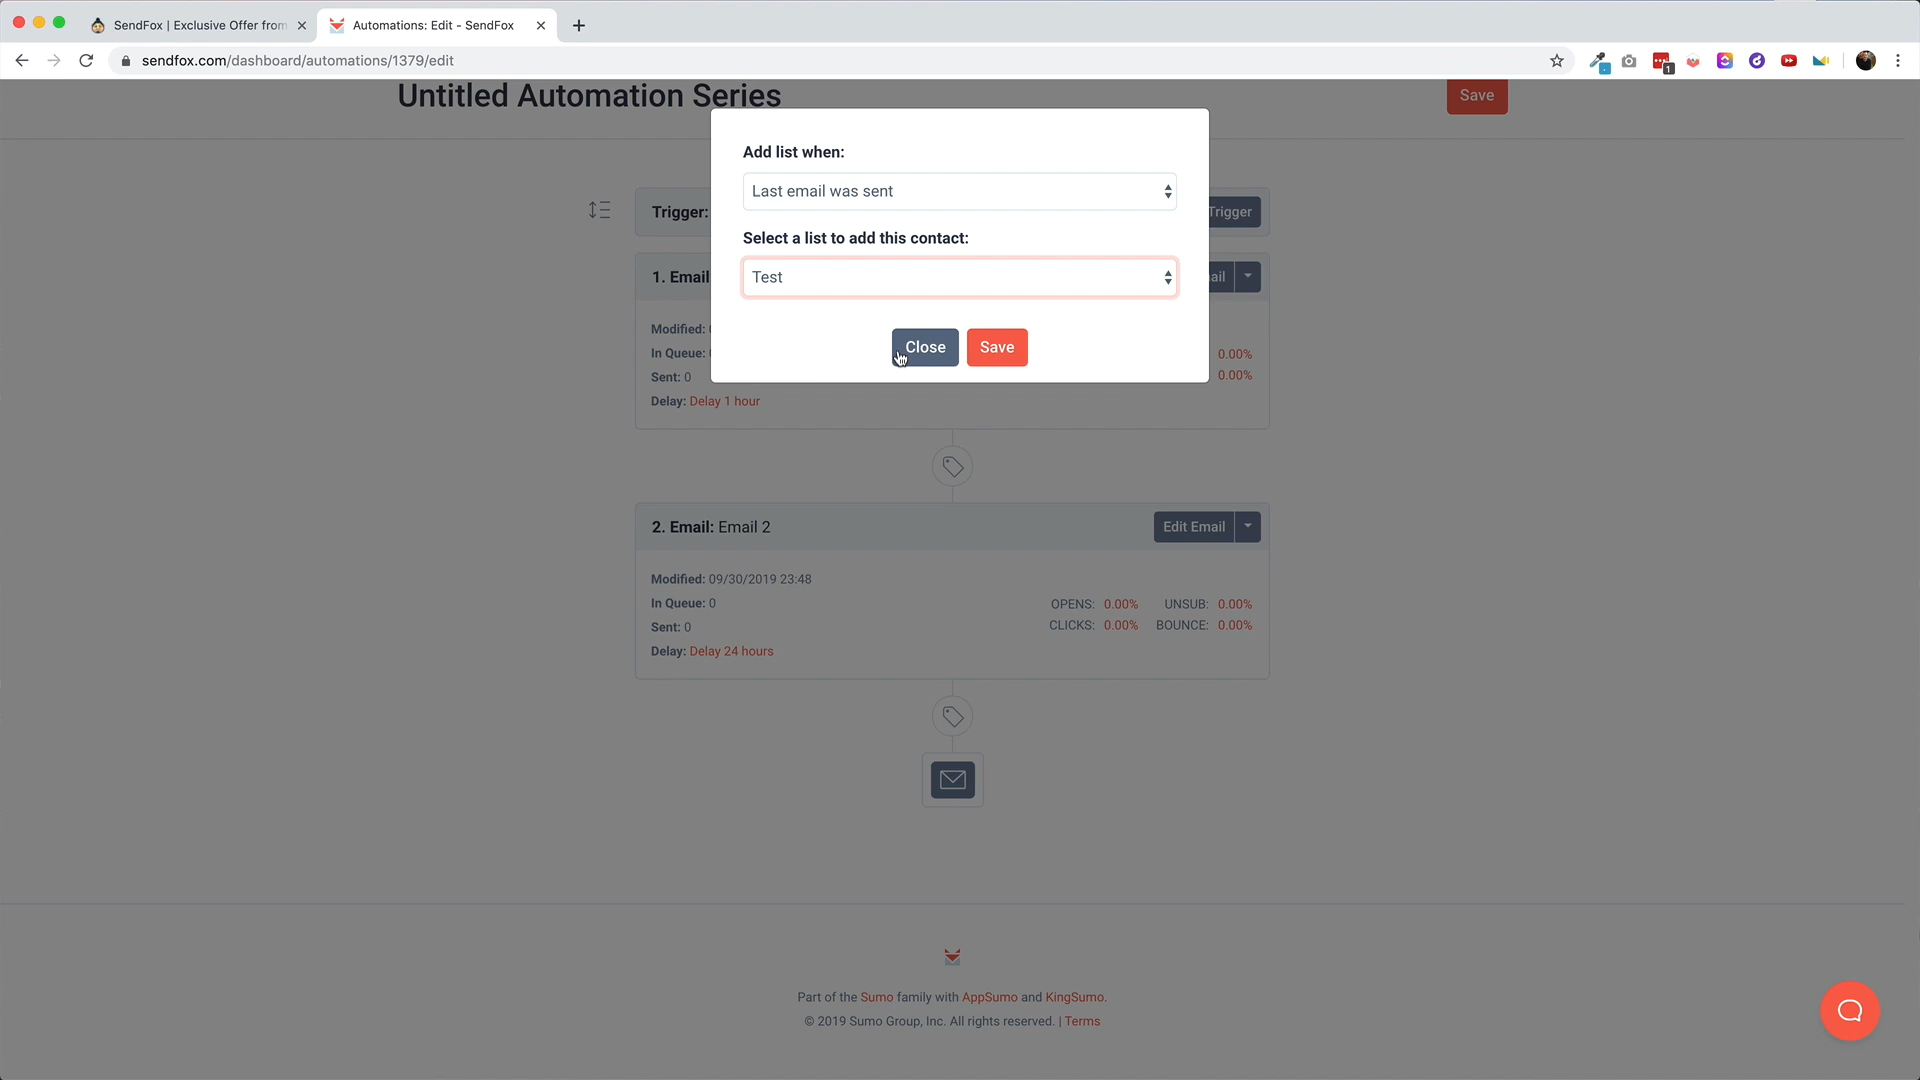 SendFox | Exclusive Offer from
Automations: Edit - SendFox
sendfox.com/dashboard/automations/1379/edit
1
Untitled Automation Series
Save
Add list when:
Last email was sent
Trigger:
Trigger
Select a list to add this contact:
Test
1. Email
ail
Modified:
Close
Save
In Queue:
0.00%
Sent: 0
0.00%
Delay: Delay 1 hour
2. Email: Email 2
Edit Email
Modified: 09/30/2019 23:48
In Queue: 0
OPENS: 0.00% UNSUB: 0.00%
Sent: 0
CLICKS: 0.00% BOUNCE: 0.00%
Delay: Delay 24 hours
Part of the Sumo family with AppSumo and KingSumo.
© 2019 Sumo Group, Inc. All rights reserved. | Terms